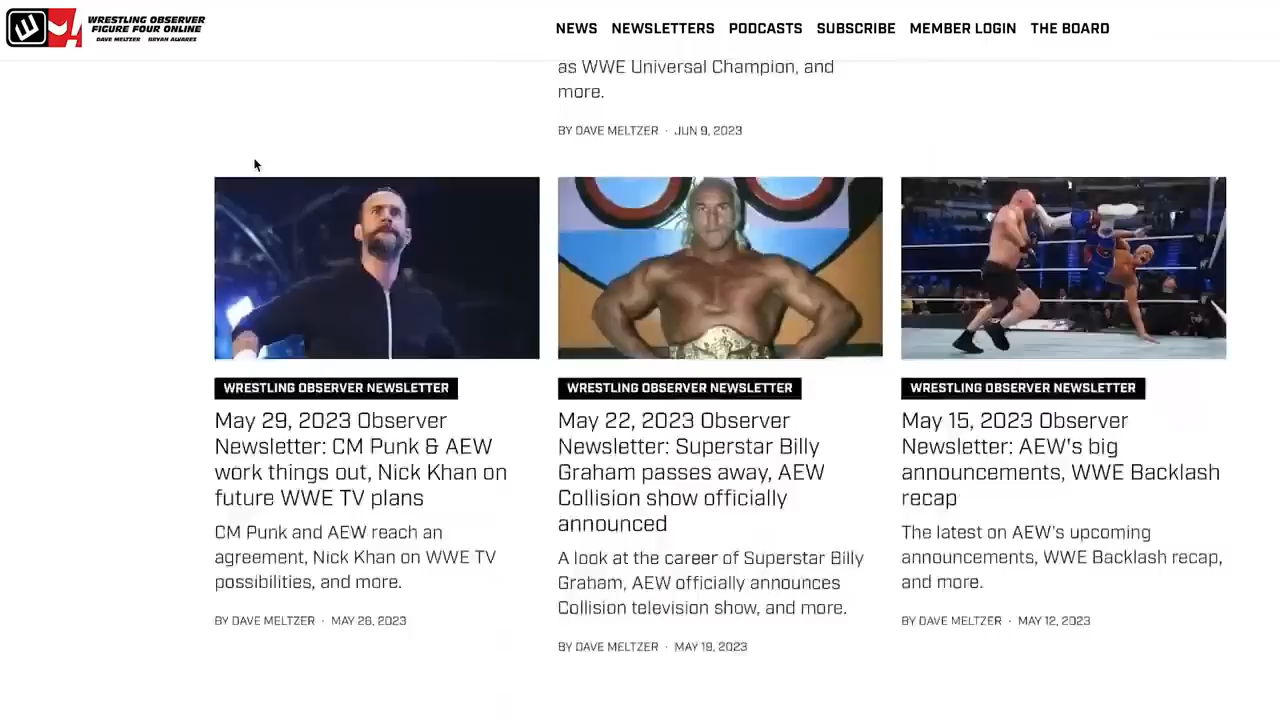 WRESTLING OBSERVER
FIGURE FOUR ONLINE
DAVE MELTZER BRYAN ALVAREZ
NEWS NEWSLETTERS PODCASTS SUBSCRIBE MEMBER LOGIN THE BOARD
as WWE Universal Champion, and
more.
BY DAVE MELTZER · JUN 9, 2023
WRESTLING OBSERVER NEWSLETTER
May 29, 2023 Observer
Newsletter: CM Punk & AEW
work things out, Nick Khan on
future WWE TV plans
CM Punk and AEW reach an
agreement, Nick Khan on WWE TV
possibilities, and more.
BY DAVE MELTZER · MAY 26, 2023
WRESTLING OBSERVER NEWSLETTER
May 22, 2023 Observer
Newsletter: Superstar Billy
Graham passes away, AEW
Collision show officially
announced
A look at the career of Superstar Billy
Graham, AEW officially announces
Collision television show, and more.
BY DAVE MELTZER · MAY 19, 2023
WRESTLING OBSERVER NEWSLETTER
May 15, 2023 Observer
Newsletter: AEW's big
announcements, WWE Backlash
recap
The latest on AEW's upcoming
announcements, WWE Backlash recap,
and more.
BY DAVE MELTZER · MAY 12, 2023